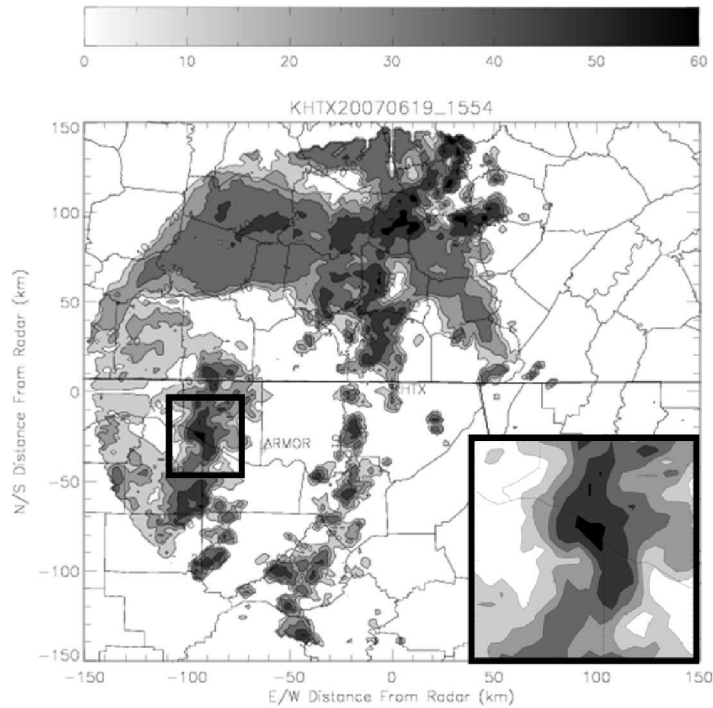 0 10 20 30 40 50 60
KHTX20070619_1554
150
100
50
0
-50
-100
-150
N/S Distance From Radar (km)
HTX
ARMOR
-150 -100 -50 0 50 100 150
E/W Distance From Radar (km)